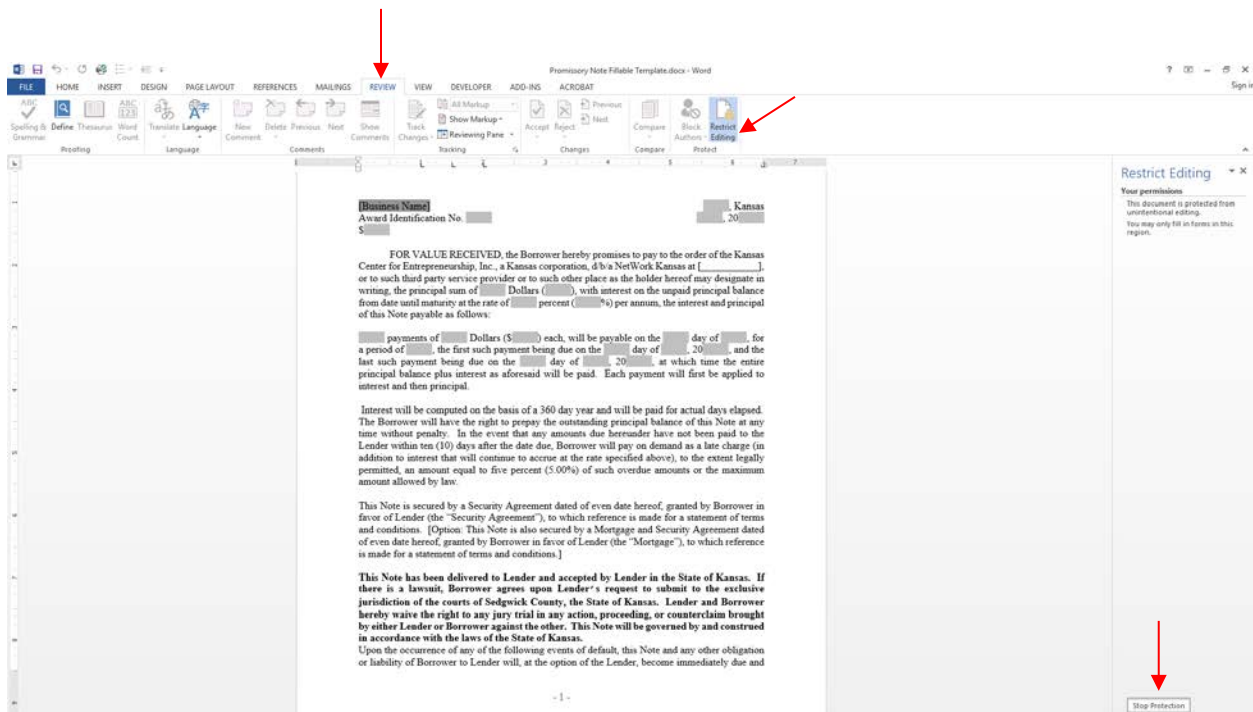 Promissory Note Fillable Template.docx - Word
FILE HOME INSERT DESIGN PAGE LAYOUT REFERENCES MAILINGS REVIEW VIEW DEVELOPER ADD-INS ACROBAT Sign in
ABC Spelling & Grammar Define Thesaurus ABC 123 Word Count Translate Language New Comment Delete Previous Next Show Comments Track Changes All Markup Show Markup Reviewing Pane Accept Reject Previous Next Compare Block Authors Restrict Editing
Proofing Language Comments Tracking Changes Compare Protect
Restrict Editing
Your permissions
This document is protected from
unintentional editing.
You may only fill in forms in this
region.
[Business Name] , Kansas
Award Identification No. , 20
$
FOR VALUE RECEIVED, the Borrower hereby promises to pay to the order of the Kansas
Center for Entrepreneurship, Inc., a Kansas corporation, d/b/a NetWork Kansas at [__________],
or to such third party service provider or to such other place as the holder hereof may designate in
writing, the principal sum of Dollars ( ), with interest on the unpaid principal balance
from date until maturity at the rate of percent ( %) per annum, the interest and principal
of this Note payable as follows:
payments of Dollars ($ ) each, will be payable on the day of , for
a period of , the first such payment being due on the day of , 20 , and the
last such payment being due on the day of , 20 , at which time the entire
principal balance plus interest as aforesaid will be paid. Each payment will first be applied to
interest and then principal.
Interest will be computed on the basis of a 360 day year and will be paid for actual days elapsed.
The Borrower will have the right to prepay the outstanding principal balance of this Note at any
time without penalty. In the event that any amounts due hereunder have not been paid to the
Lender within ten (10) days after the date due, Borrower will pay on demand as a late charge (in
addition to interest that will continue to accrue at the rate specified above), to the extent legally
permitted, an amount equal to five percent (5.00%) of such overdue amounts or the maximum
amount allowed by law.
This Note is secured by a Security Agreement dated of even date hereof, granted by Borrower in
favor of Lender (the "Security Agreement"), to which reference is made for a statement of terms
and conditions. [Option: This Note is also secured by a Mortgage and Security Agreement dated
of even date hereof, granted by Borrower in favor of Lender (the "Mortgage"), to which reference
is made for a statement of terms and conditions.]
This Note has been delivered to Lender and accepted by Lender in the State of Kansas. If
there is a lawsuit, Borrower agrees upon Lender's request to submit to the exclusive
jurisdiction of the courts of Sedgwick County, the State of Kansas. Lender and Borrower
hereby waive the right to any jury trial in any action, proceeding, or counterclaim brought
by either Lender or Borrower against the other. This Note will be governed by and construed
in accordance with the laws of the State of Kansas.
Upon the occurrence of any of the following events of default, this Note and any other obligation
or liability of Borrower to Lender will, at the option of the Lender, become immediately due and
- 1 -
Stop Protection